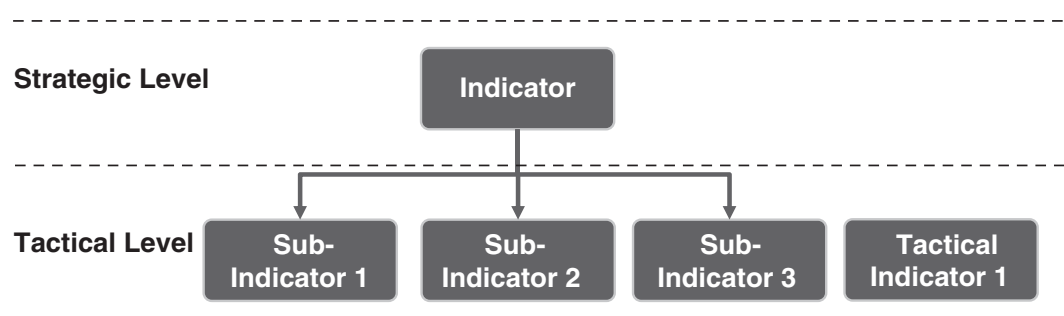 Strategic Level
Indicator
Tactical Level
Sub-
Indicator 1
Sub-
Indicator 2
Sub-
Indicator 3
Tactical
Indicator 1